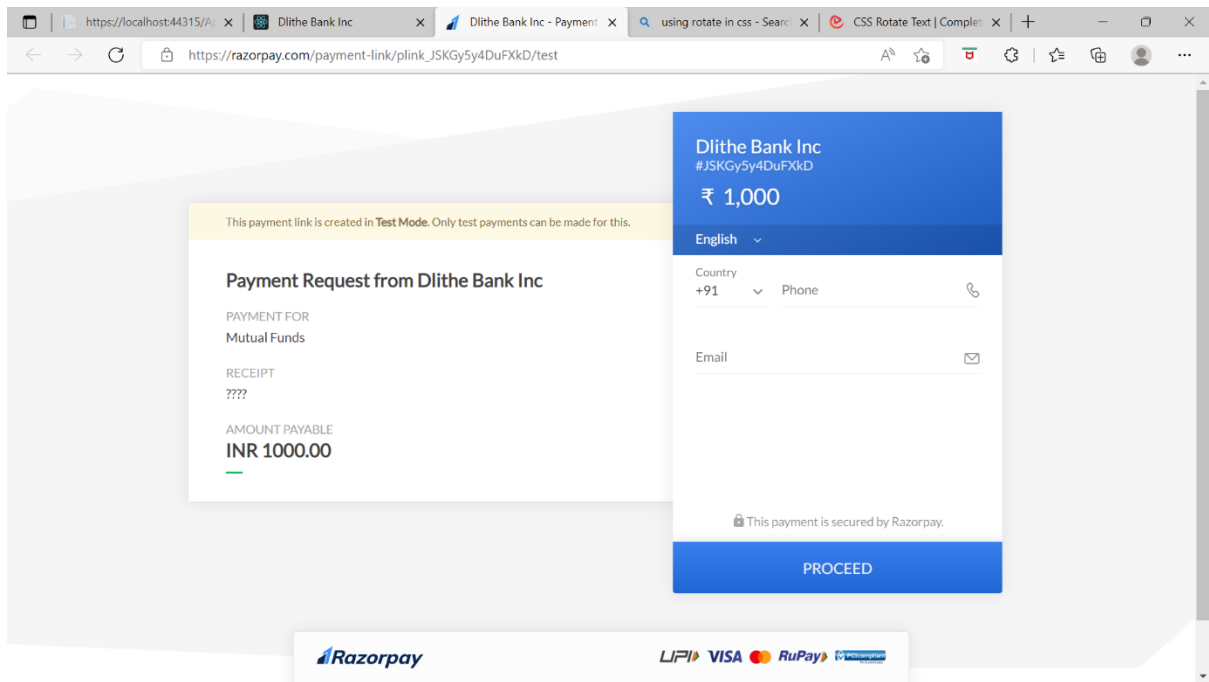 https://localhost:44315/Ap
Dlithe Bank Inc
Dlithe Bank Inc - Payment
using rotate in css - Searc
CSS Rotate Text | Complet
https://razorpay.com/payment-link/plink_JSKGy5y4DuFXkD/test
Dlithe Bank Inc
#JSKGy5y4DuFXkD
₹ 1,000
English
This payment link is created in Test Mode. Only test payments can be made for this.
Payment Request from Dlithe Bank Inc
PAYMENT FOR
Mutual Funds
RECEIPT
????
AMOUNT PAYABLE
INR 1000.00
Country
+91
Phone
Email
This payment is secured by Razorpay.
PROCEED
Razorpay
UPI VISA RuPay PCI compliant